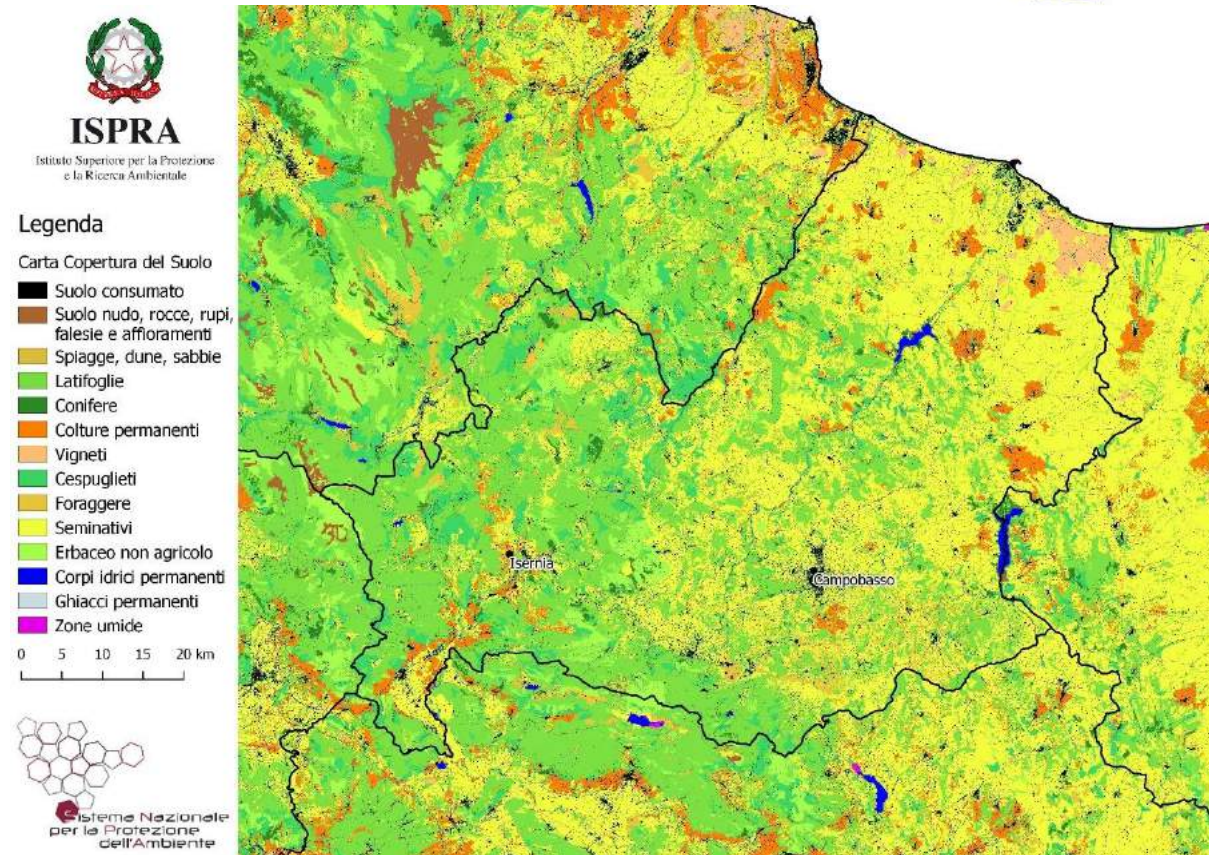 ISPRA
Istituto Superiore per la Protezione
e la Ricerca Ambientale
Legenda
Carta Copertura del Suolo
Suolo consumato
Suolo nudo, rocce, rupi,
falesie e affioramenti
Spiagge, dune, sabbie
Latifoglie
Conifere
Colture permanenti
Vigneti
Cespuglieti
Foraggere
Seminativi
Erbaceo non agricolo
Corpi idrici permanenti
Ghiacci permanenti
Zone umide
0 5 10 15 20 km
Sistema Nazionale
per la Protezione
dell'Ambiente
Isernia
Campobasso